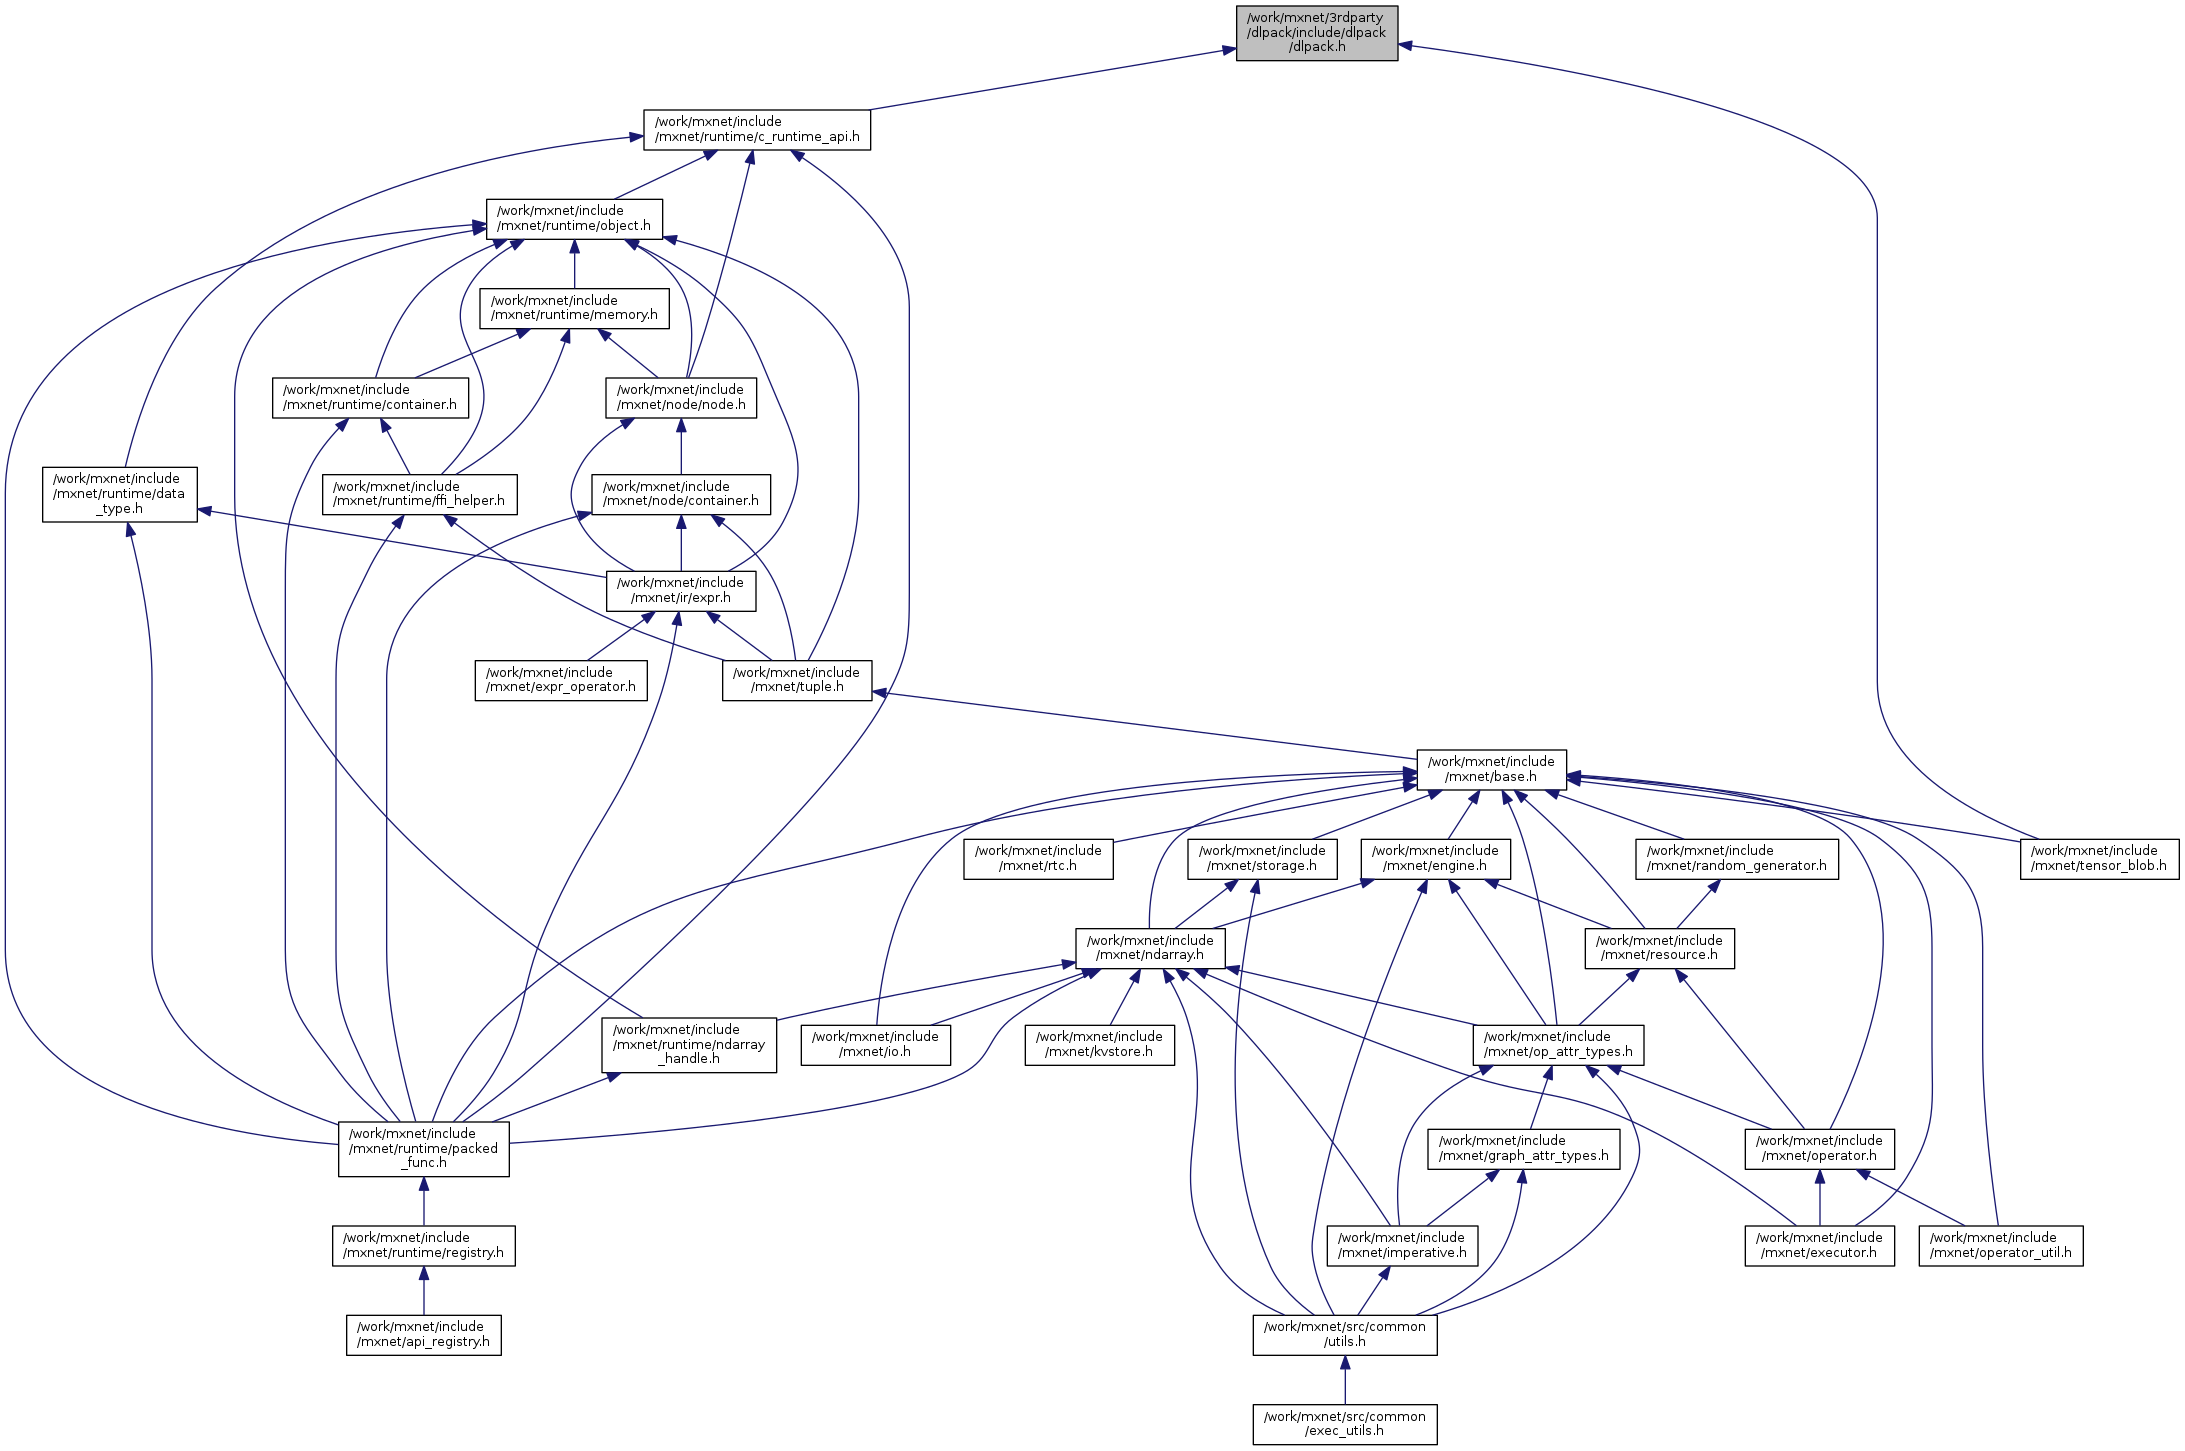 /work/mxnet/3rdparty
/dlpack/include/dlpack
/dlpack.h
/work/mxnet/include
/mxnet/runtime/c_runtime_api.h
/work/mxnet/include
/mxnet/runtime/object.h
/work/mxnet/include
/mxnet/runtime/memory.h
/work/mxnet/include
/mxnet/runtime/container.h
/work/mxnet/include
/mxnet/node/node.h
/work/mxnet/include
/mxnet/runtime/data
_type.h
/work/mxnet/include
/mxnet/runtime/ffi_helper.h
/work/mxnet/include
/mxnet/node/container.h
/work/mxnet/include
/mxnet/ir/expr.h
/work/mxnet/include
/mxnet/expr_operator.h
/work/mxnet/include
/mxnet/tuple.h
/work/mxnet/include
/mxnet/base.h
/work/mxnet/include
/mxnet/rtc.h
/work/mxnet/include
/mxnet/storage.h
/work/mxnet/include
/mxnet/engine.h
/work/mxnet/include
/mxnet/random_generator.h
/work/mxnet/include
/mxnet/tensor_blob.h
/work/mxnet/include
/mxnet/ndarray.h
/work/mxnet/include
/mxnet/resource.h
/work/mxnet/include
/mxnet/runtime/ndarray
_handle.h
/work/mxnet/include
/mxnet/io.h
/work/mxnet/include
/mxnet/kvstore.h
/work/mxnet/include
/mxnet/op_attr_types.h
/work/mxnet/include
/mxnet/runtime/packed
_func.h
/work/mxnet/include
/mxnet/graph_attr_types.h
/work/mxnet/include
/mxnet/operator.h
/work/mxnet/include
/mxnet/runtime/registry.h
/work/mxnet/include
/mxnet/imperative.h
/work/mxnet/include
/mxnet/executor.h
/work/mxnet/include
/mxnet/operator_util.h
/work/mxnet/include
/mxnet/api_registry.h
/work/mxnet/src/common
/utils.h
/work/mxnet/src/common
/exec_utils.h